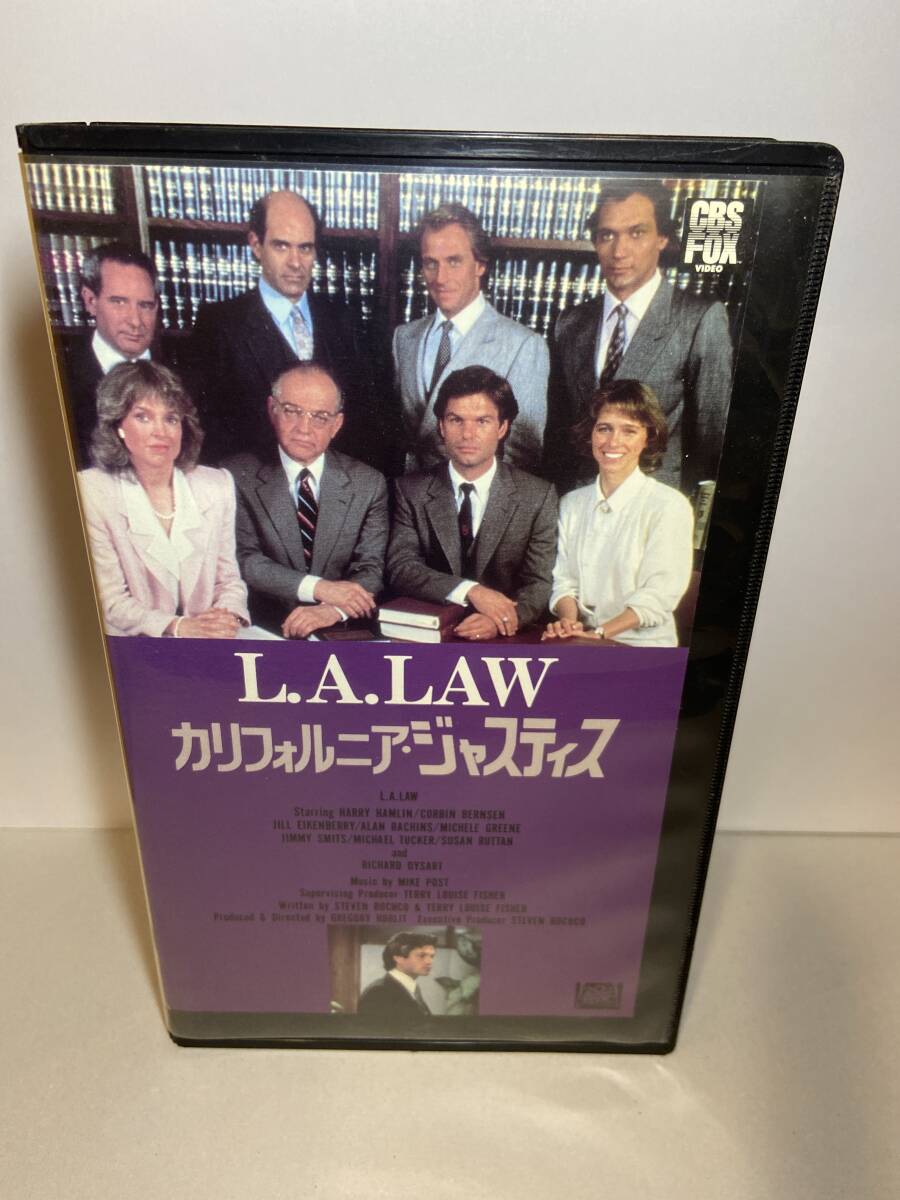 CBS
FOX
VIDEO
L.A.LAW
カリフォルニア・ジャスティス
L.A.LAW
Starring HARRY HAMLIN/CORBIN BERNSEN
JILL EIKENBERRY/ALAN RACHINS/MICHELE GREENE
JIMMY SMITS/MICHAEL TUCKER/SUSAN RUTTAN
and
RICHARD DYSART
Music by MIKE POST
Supervising Producer TERRY LOUISE FISHER
Written by STEVEN BOCHCO & TERRY LOUISE FISHER
Produced & Directed by GREGORY HOBLIT Executive Producer STEVEN BOCHCO